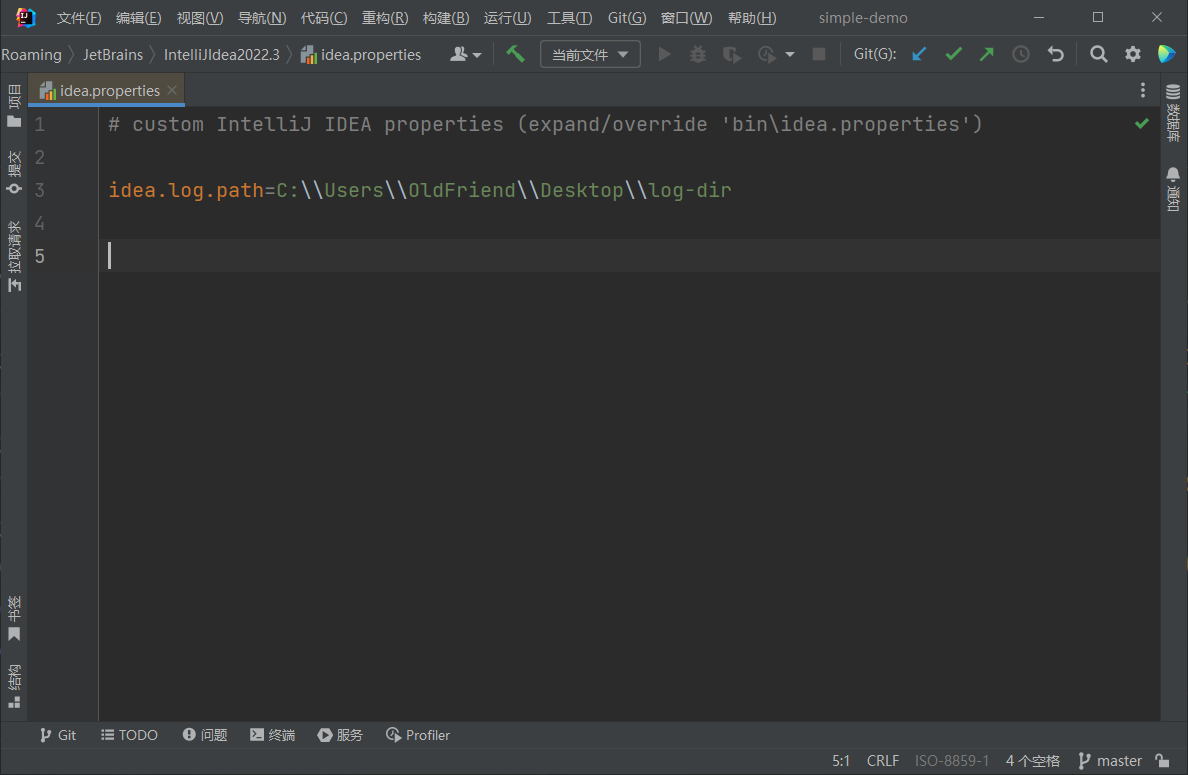 文件(F) 编辑(E) 视图(V) 导航(N) 代码(C) 重构(R) 构建(B) 运行(U) 工具(T) Git(G) 窗口(W) 帮助(H) simple-demo
Roaming JetBrains IntelliJIdea2022.3 idea.properties 当前文件 Git(G):
idea.properties
项目
提交
拉取请求
书签
结构
1 # custom IntelliJ IDEA properties (expand/override 'bin\idea.properties')
2
3 idea.log.path=C:\\Users\\OldFriend\\Desktop\\log-dir
4
5
数据库
通知
Git TODO 问题 终端 服务 Profiler
5:1 CRLF ISO-8859-1 4 个空格 master